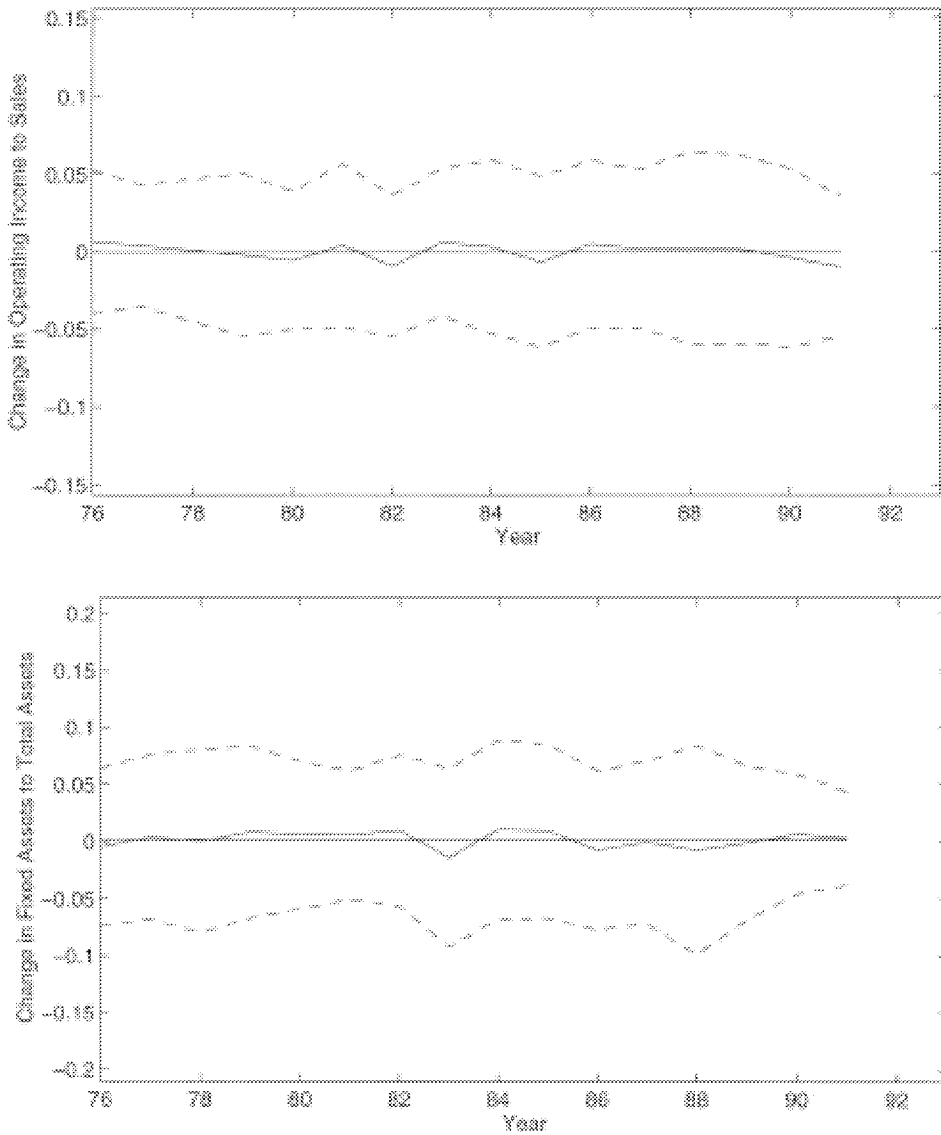 Change in Operating Income to Sales
0.15
0.1
0.05
0
−0.05
−0.1
−0.15
76 78 80 82 84 86 88 90 92
Year
Change in Fixed Assets to Total Assets
0.2
0.15
0.1
0.05
0
−0.05
−0.1
−0.15
−0.2
76 78 80 82 84 86 88 90 92
Year